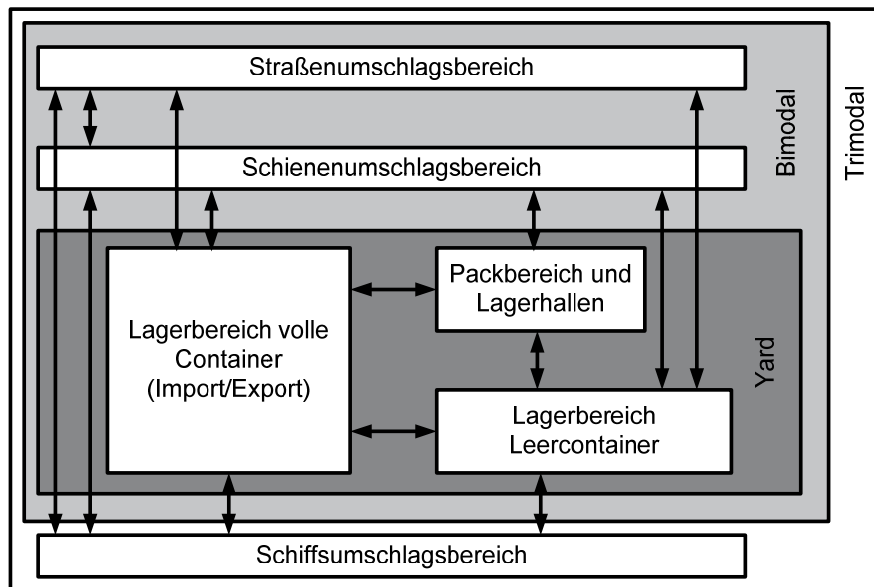 Straßenumschlagsbereich
Schienenumschlagsbereich
Bimodal
Trimodal
Packbereich und
Lagerhallen
Lagerbereich volle
Container
(Import/Export)
Yard
Lagerbereich
Leercontainer
Schiffsumschlagsbereich